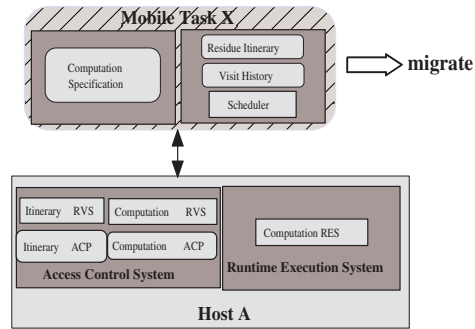 Mobile Task X
Computation
Specification
Residue Itinerary
Visit History
Scheduler
migrate
Itinerary RVS
Computation RVS
Itinerary ACP
Computation ACP
Access Control System
Computation RES
Runtime Execution System
Host A